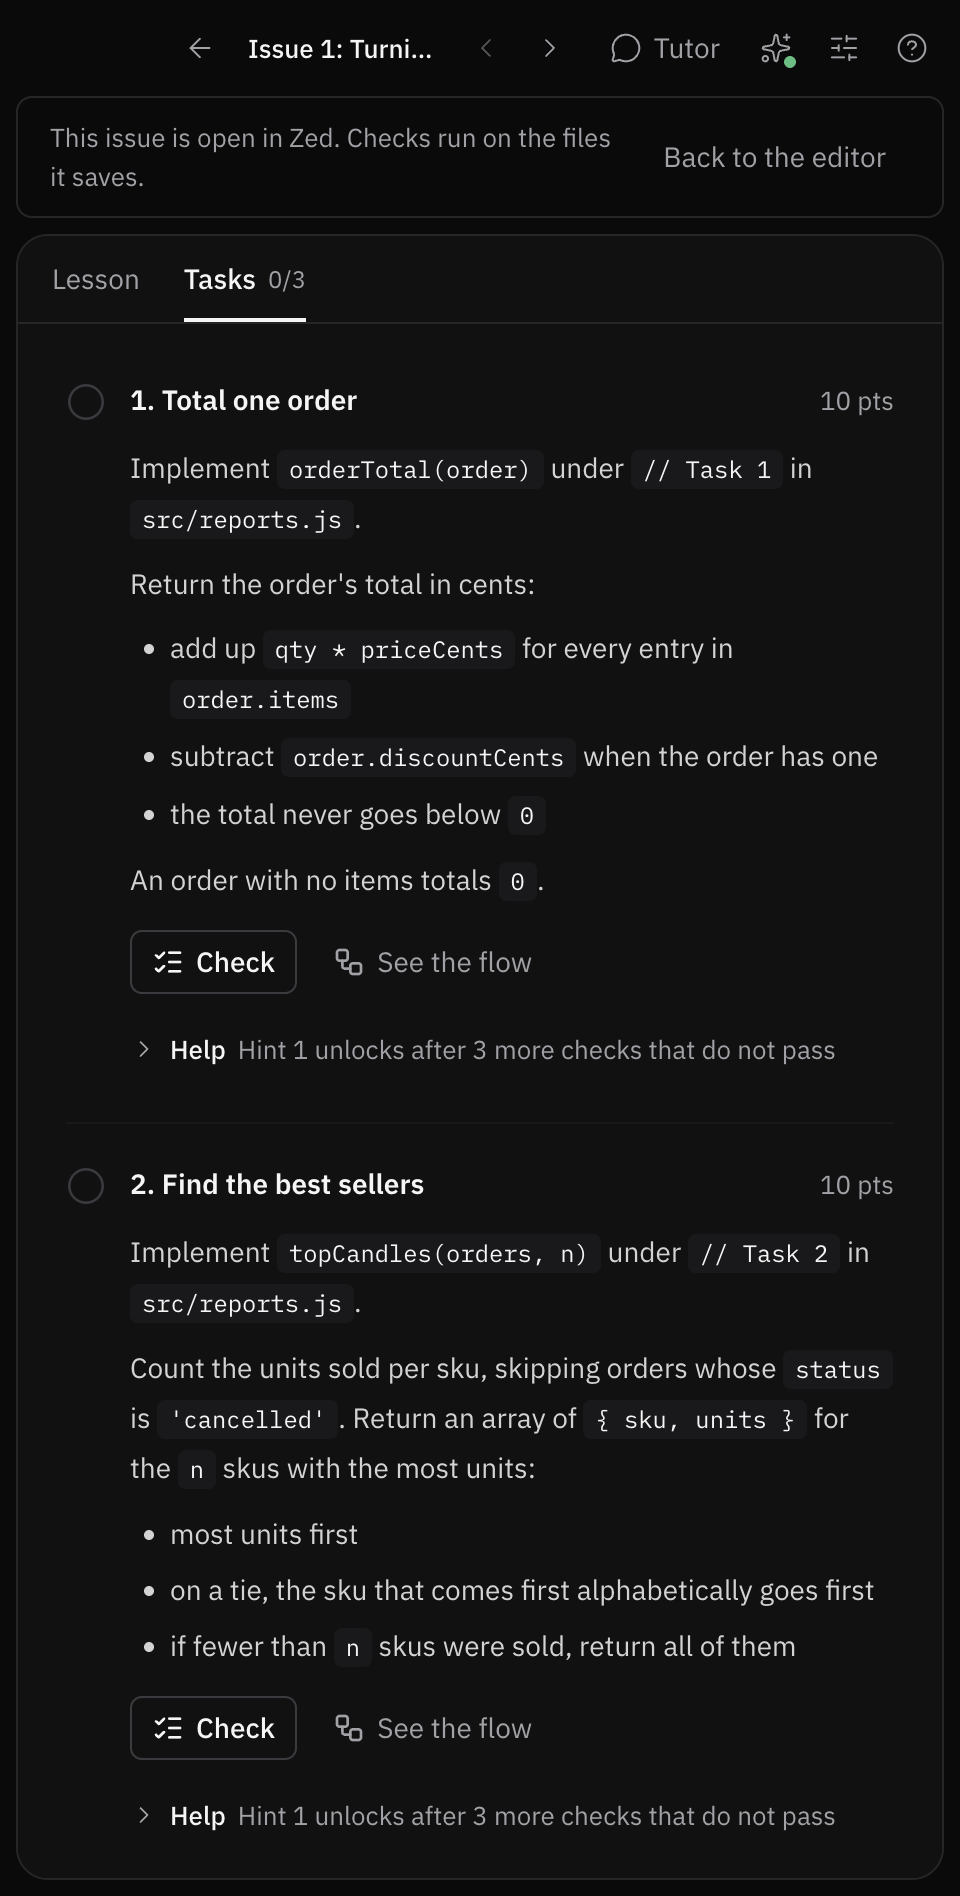 Issue 1: Turni...
Tutor
This issue is open in Zed. Checks run on the files
it saves.
Back to the editor
Lesson
Tasks 0/3
1. Total one order
10 pts
Implement orderTotal(order) under // Task 1 in
src/reports.js.
Return the order's total in cents:
• add up qty * priceCents for every entry in
order.items
• subtract order.discountCents when the order has one
• the total never goes below 0
An order with no items totals 0.
Check
See the flow
Help Hint 1 unlocks after 3 more checks that do not pass
2. Find the best sellers
10 pts
Implement topCandles(orders, n) under // Task 2 in
src/reports.js.
Count the units sold per sku, skipping orders whose status
is 'cancelled'. Return an array of { sku, units } for
the n skus with the most units:
• most units first
• on a tie, the sku that comes first alphabetically goes first
• if fewer than n skus were sold, return all of them
Check
See the flow
Help Hint 1 unlocks after 3 more checks that do not pass